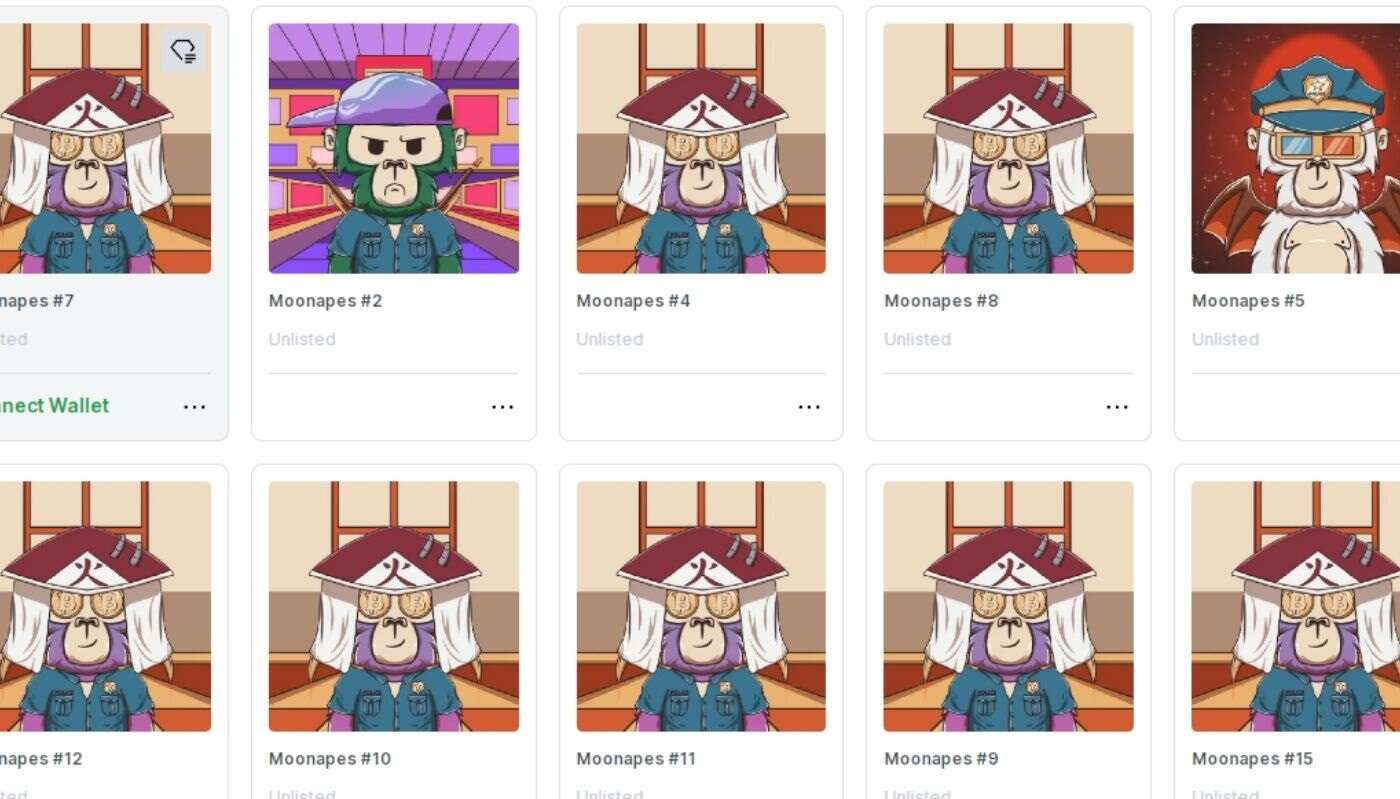 火
火
火
napes #7
Moonapes #2
Moonapes #4
Moonapes #8
Moonapes #5
ted
Unlisted
Unlisted
Unlisted
Unlisted
nect Wallet
...
...
...
...
火
火
火
火
火
napes #12
Moonapes #10
Moonapes #11
Moonapes #9
Moonapes #15
ted
Unlisted
Unlisted
Unlisted
Unlisted